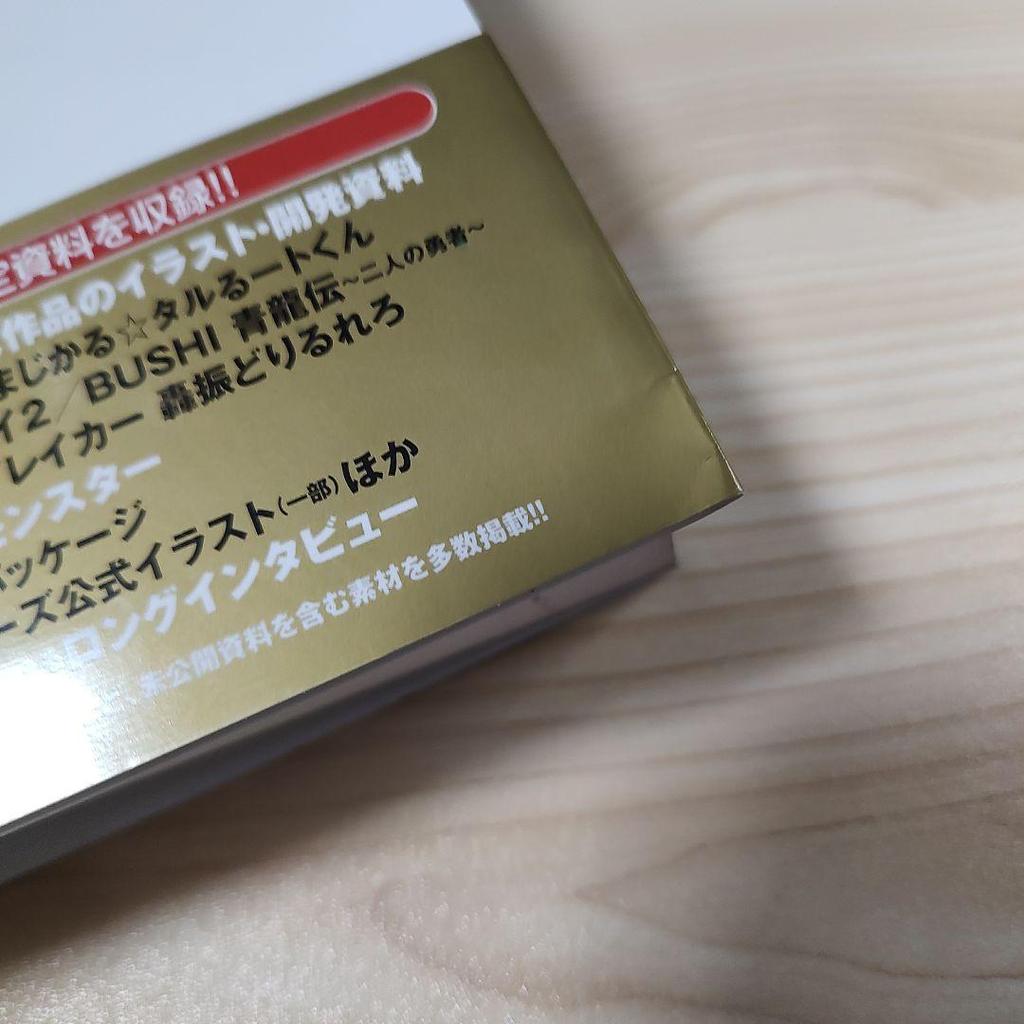 定資料を収録!!
作品のイラスト・開発資料
まじかる☆タルるートくん
イ2／BUSHI 青龍伝～二人の勇者～
レイカー 轟振どりるれろ
モンスター
パッケージ
ーズ公式イラスト(一部)ほか
ロングインタビュー
未公開資料を含む素材を多数掲載!!